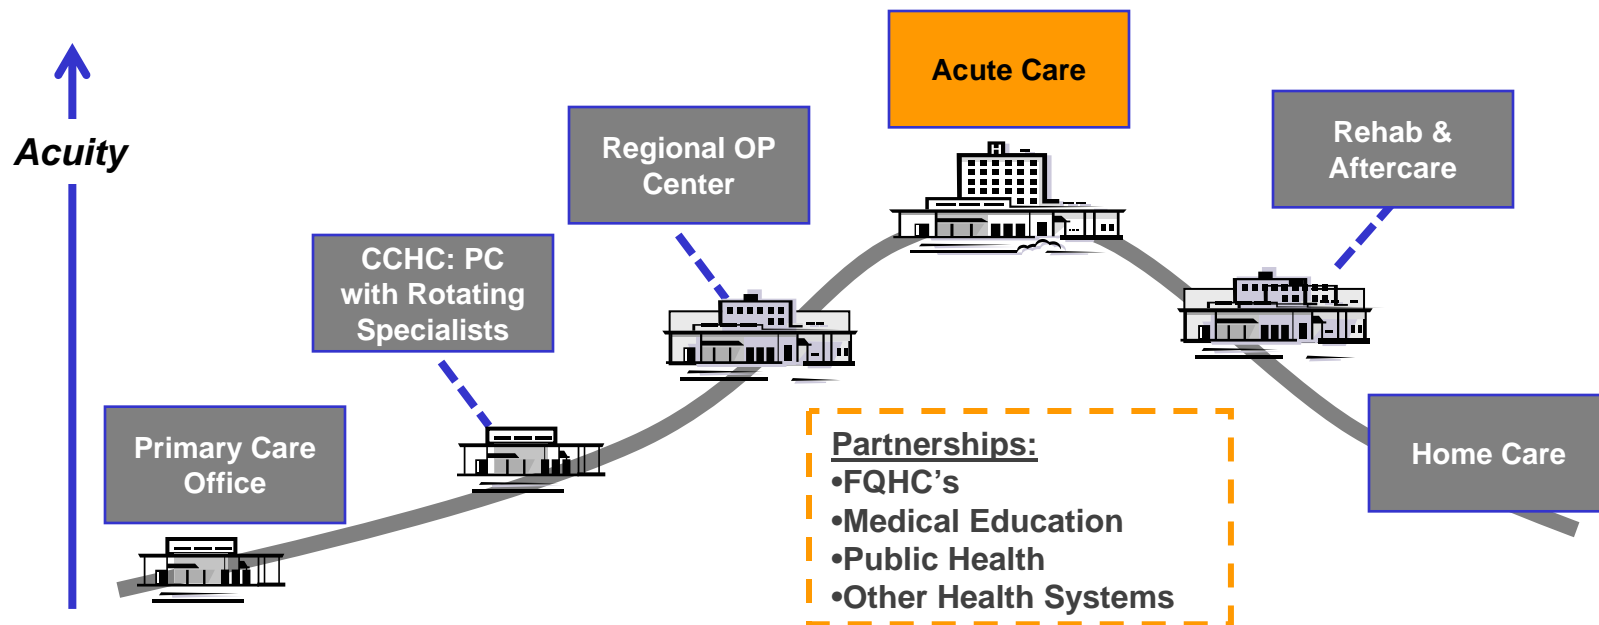 Acuity
Primary Care
Office
CCHC: PC
with Rotating
Specialists
Regional OP
Center
Acute Care
H
Rehab &
Aftercare
Home Care
Partnerships:
•FQHC's
•Medical Education
•Public Health
•Other Health Systems